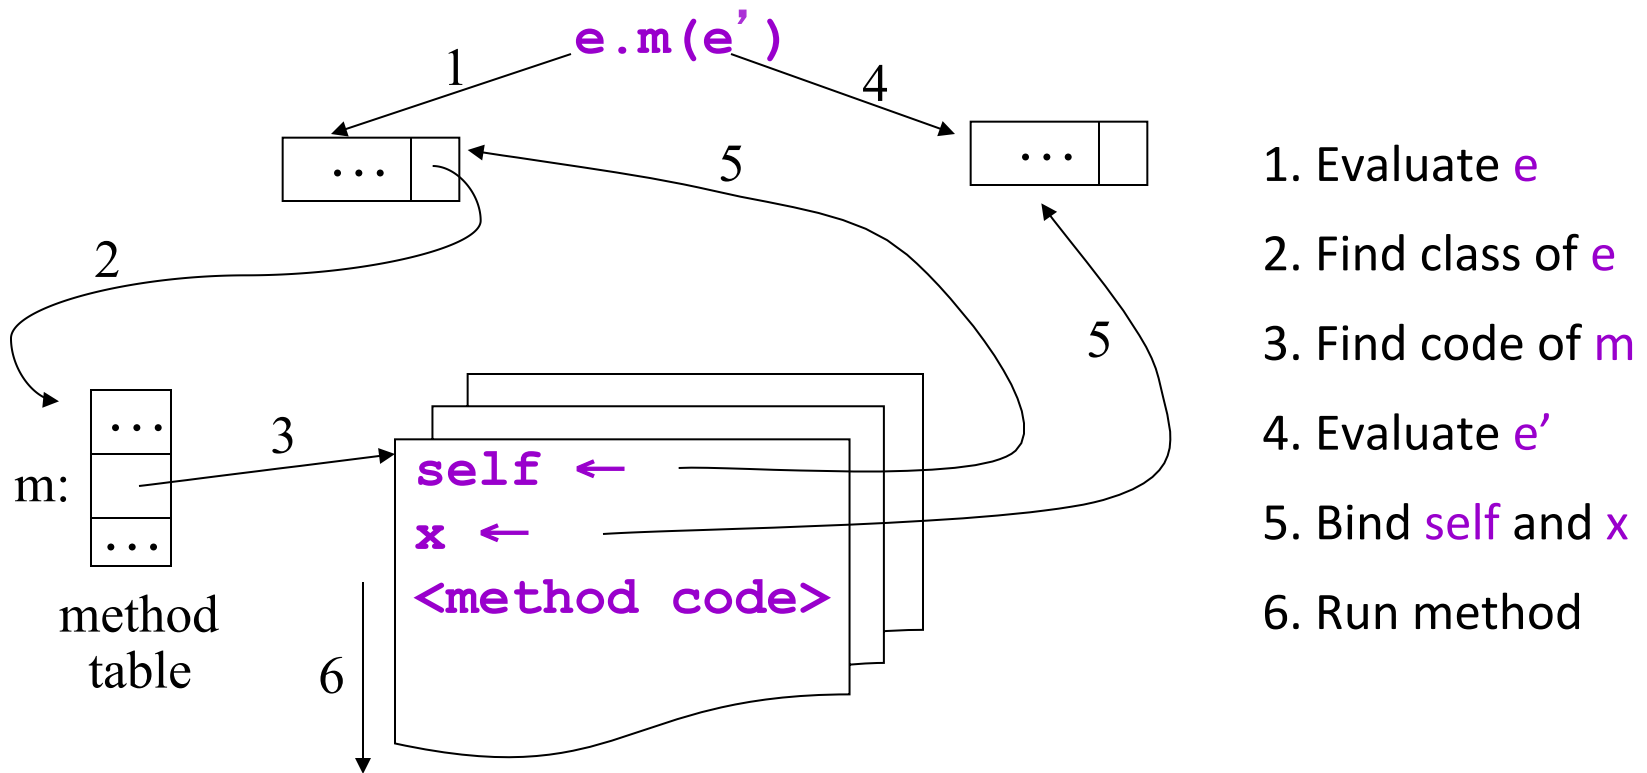 e.m(e’)
1
4
...
5
...
2
5
...
3
m:
...
method
table
self ←
x ←
<method code>
6
1. Evaluate e
2. Find class of e
3. Find code of m
4. Evaluate e’
5. Bind self and x
6. Run method